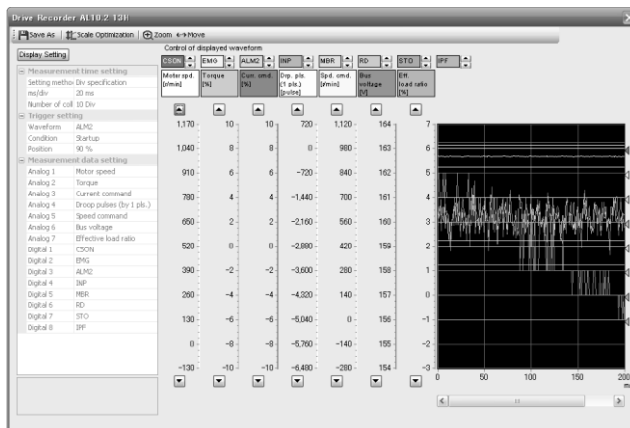 Drive Recorder AL10.2 13H
Save As Scale Optimization Zoom Move
Display Setting
Control of displayed waveform
CSON EMG ALM2 INP MBR RD STO IPF
Motor spd. [r/min] Torque [%] Curr. cmd. [%] Drp. pls. (1 pls.) [pulse] Spd. cmd. [r/min] Bus voltage [V] Eff. load ratio [%]
Measurement time setting
Setting method Div specification
ms/div 20 ms
Number of coll 10 Div
Trigger setting
Waveform ALM2
Condition Startup
Position 90 %
Measurement data setting
Analog 1 Motor speed
Analog 2 Torque
Analog 3 Current command
Analog 4 Droop pulses (by 1 pls.)
Analog 5 Speed command
Analog 6 Bus voltage
Analog 7 Effective load ratio
Digital 1 CSON
Digital 2 EMG
Digital 3 ALM2
Digital 4 INP
Digital 5 MBR
Digital 6 RD
Digital 7 STO
Digital 8 IPF
1,170 10 10 720 1,120 164 7
1,040 8 8 0 980 163 6
910 6 6 -720 840 162 5
780 4 4 -1,440 700 161 4
650 2 2 -2,160 560 160 3
520 0 0 -2,880 420 159 2
390 -2 -2 -3,600 280 158 1
260 -4 -4 -4,320 140 157 0
130 -6 -6 -5,040 0 156 -1
0 -8 -8 -5,760 -140 155 -2
-130 -10 -10 -6,480 -280 154 -3
0 50 100 150 200